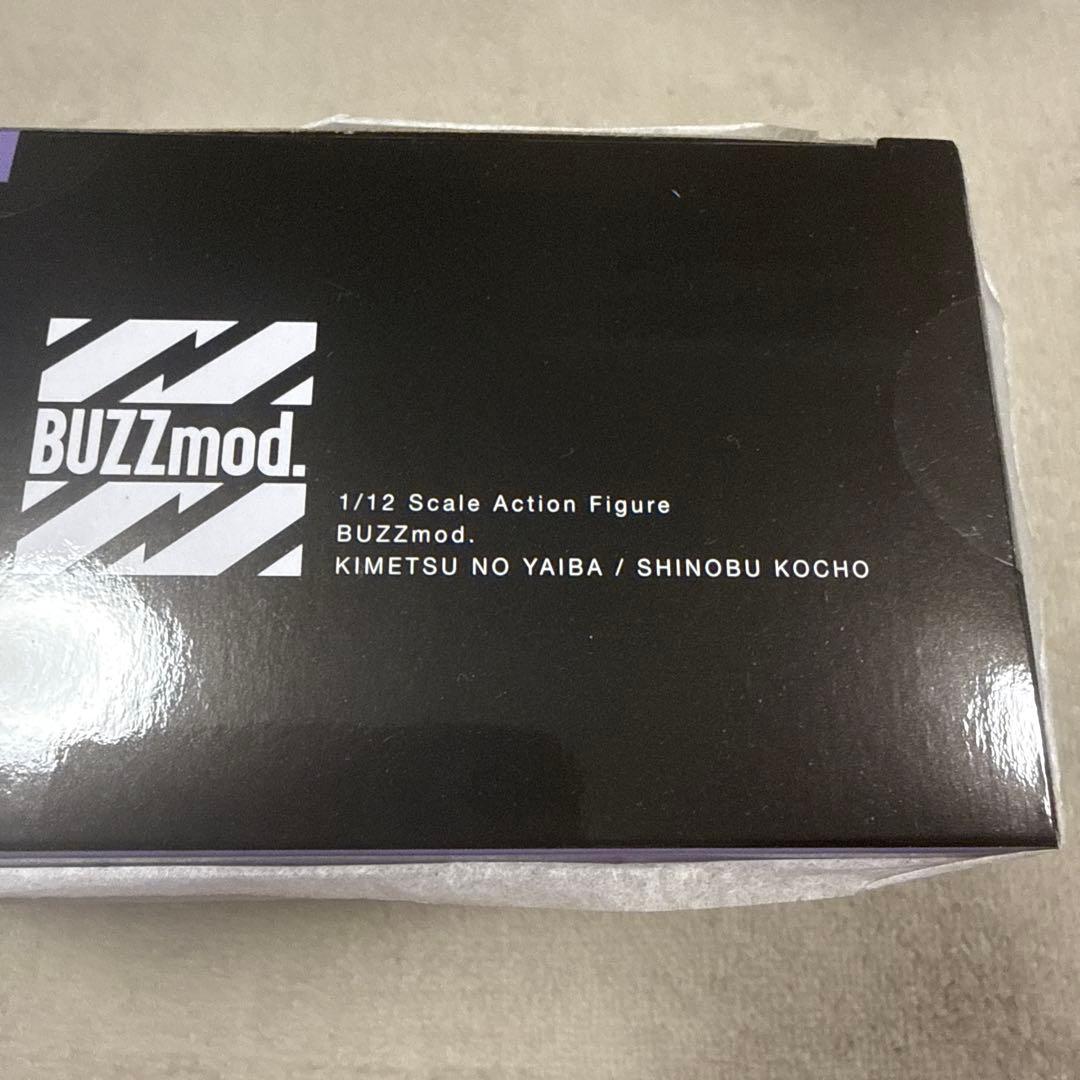 BUZZmod.
1/12 Scale Action Figure
BUZZmod.
KIMETSU NO YAIBA / SHINOBU KOCHO